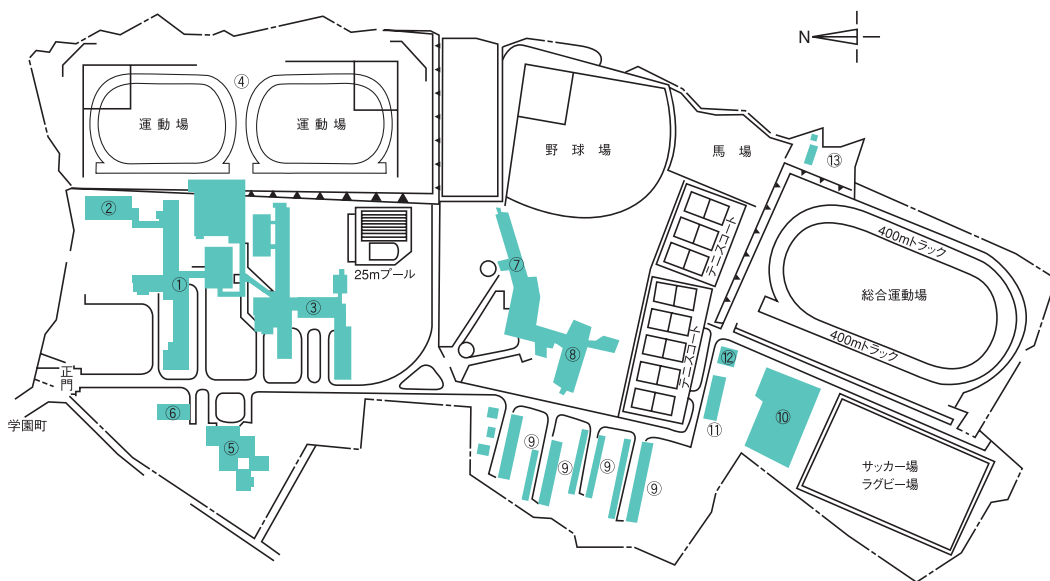 N
④
運動場
運動場
野球場
馬場
⑬
②
テニスコート
400mトラック
①
25mプール
⑦
総合運動場
③
テニスコート
400mトラック
⑧
⑫
正門
学園町
⑥
⑪
⑩
⑤
⑨
⑨
⑨
⑨
サッカー場
ラグビー場